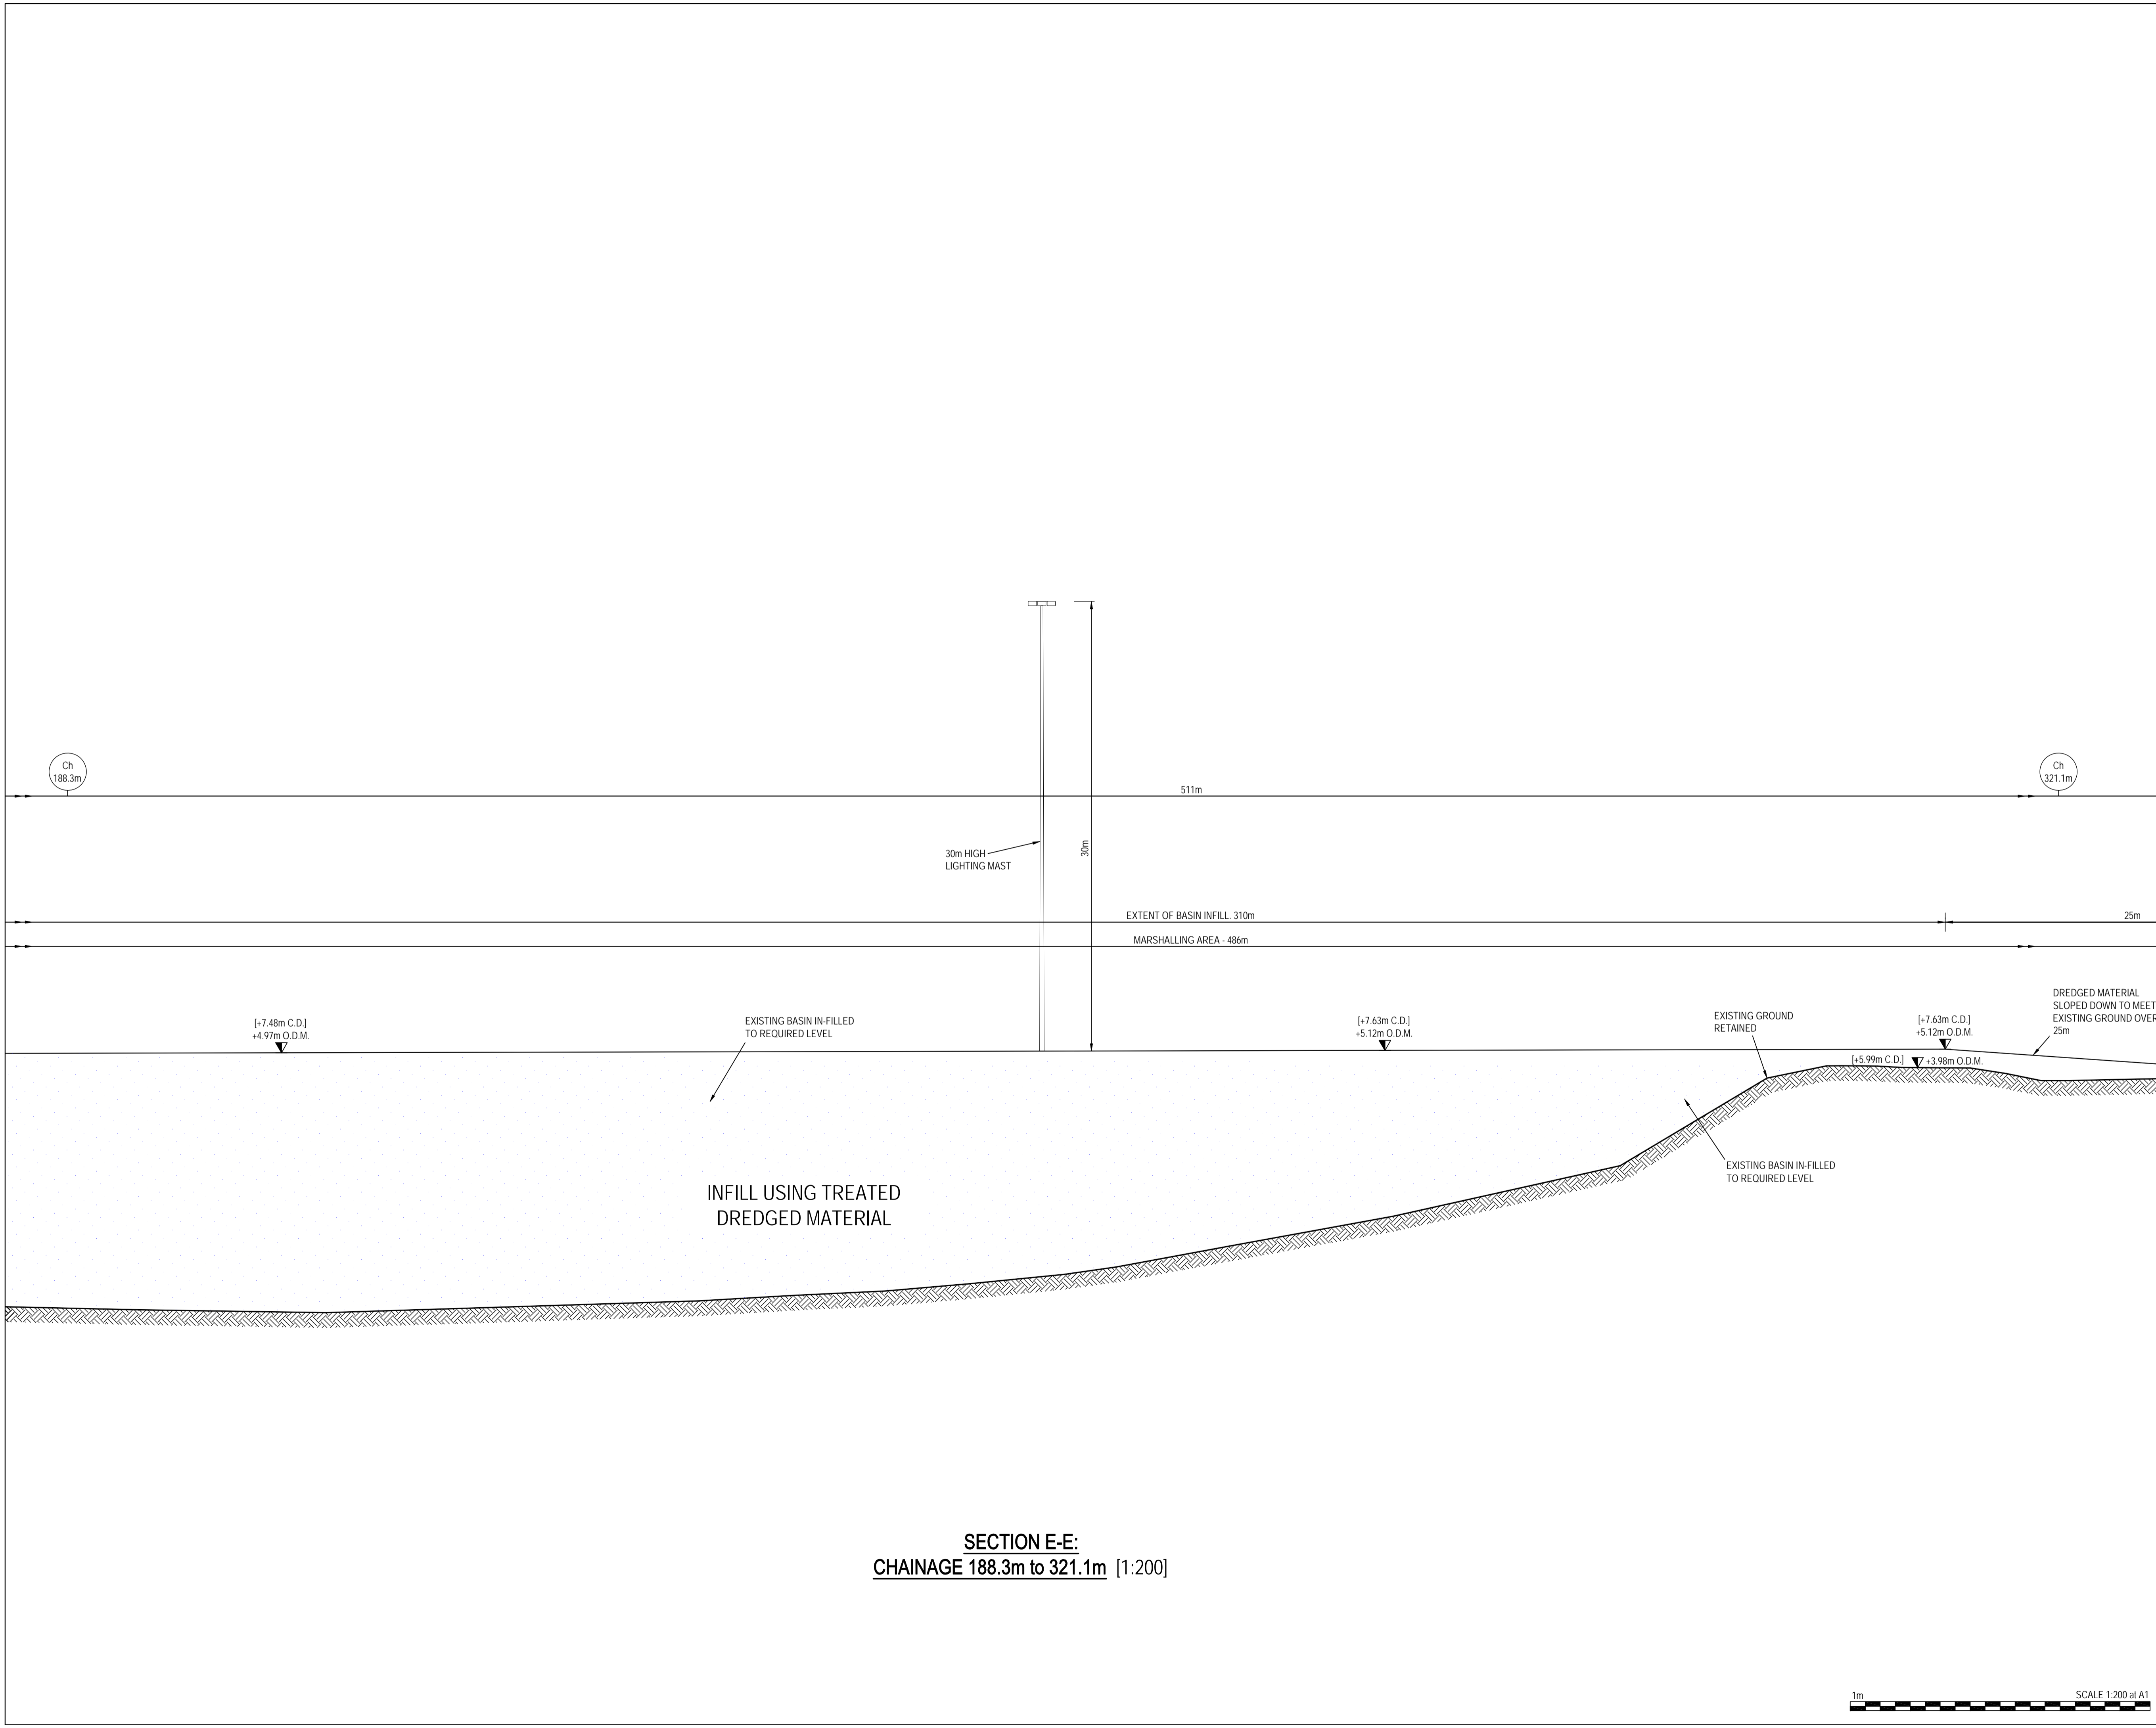 Ch
188.3m
Ch
321.1m
511m
30m HIGH
LIGHTING MAST
30m
EXTENT OF BASIN INFILL. 310m
25m
MARSHALLING AREA - 486m
[+7.48m C.D.]
+4.97m O.D.M.
EXISTING BASIN IN-FILLED
TO REQUIRED LEVEL
[+7.63m C.D.]
+5.12m O.D.M.
EXISTING GROUND
RETAINED
[+7.63m C.D.]
+5.12m O.D.M.
DREDGED MATERIAL
SLOPED DOWN TO MEET
EXISTING GROUND OVER
25m
[+5.99m C.D.] +3.98m O.D.M.
EXISTING BASIN IN-FILLED
TO REQUIRED LEVEL
INFILL USING TREATED
DREDGED MATERIAL
SECTION E-E:
CHAINAGE 188.3m to 321.1m [1:200]
1m
SCALE 1:200 at A1